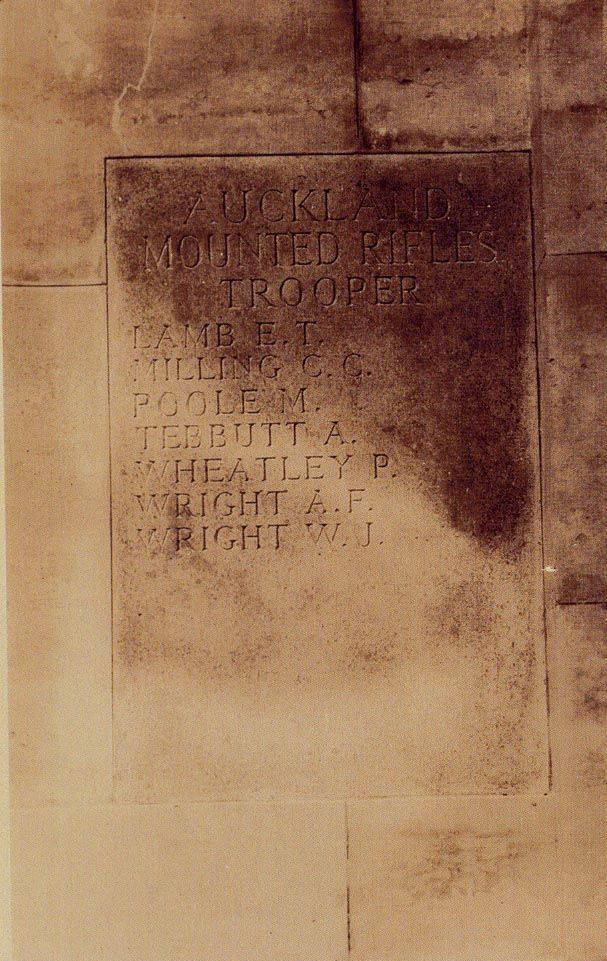 AUCKLAND
MOUNTED RIFLES
TROOPER
LAMB E.T.
MILLING C.C.
POOLE M.
TEBBUTT A.
WHEATLEY P.
WRIGHT A.F.
WRIGHT W.J.